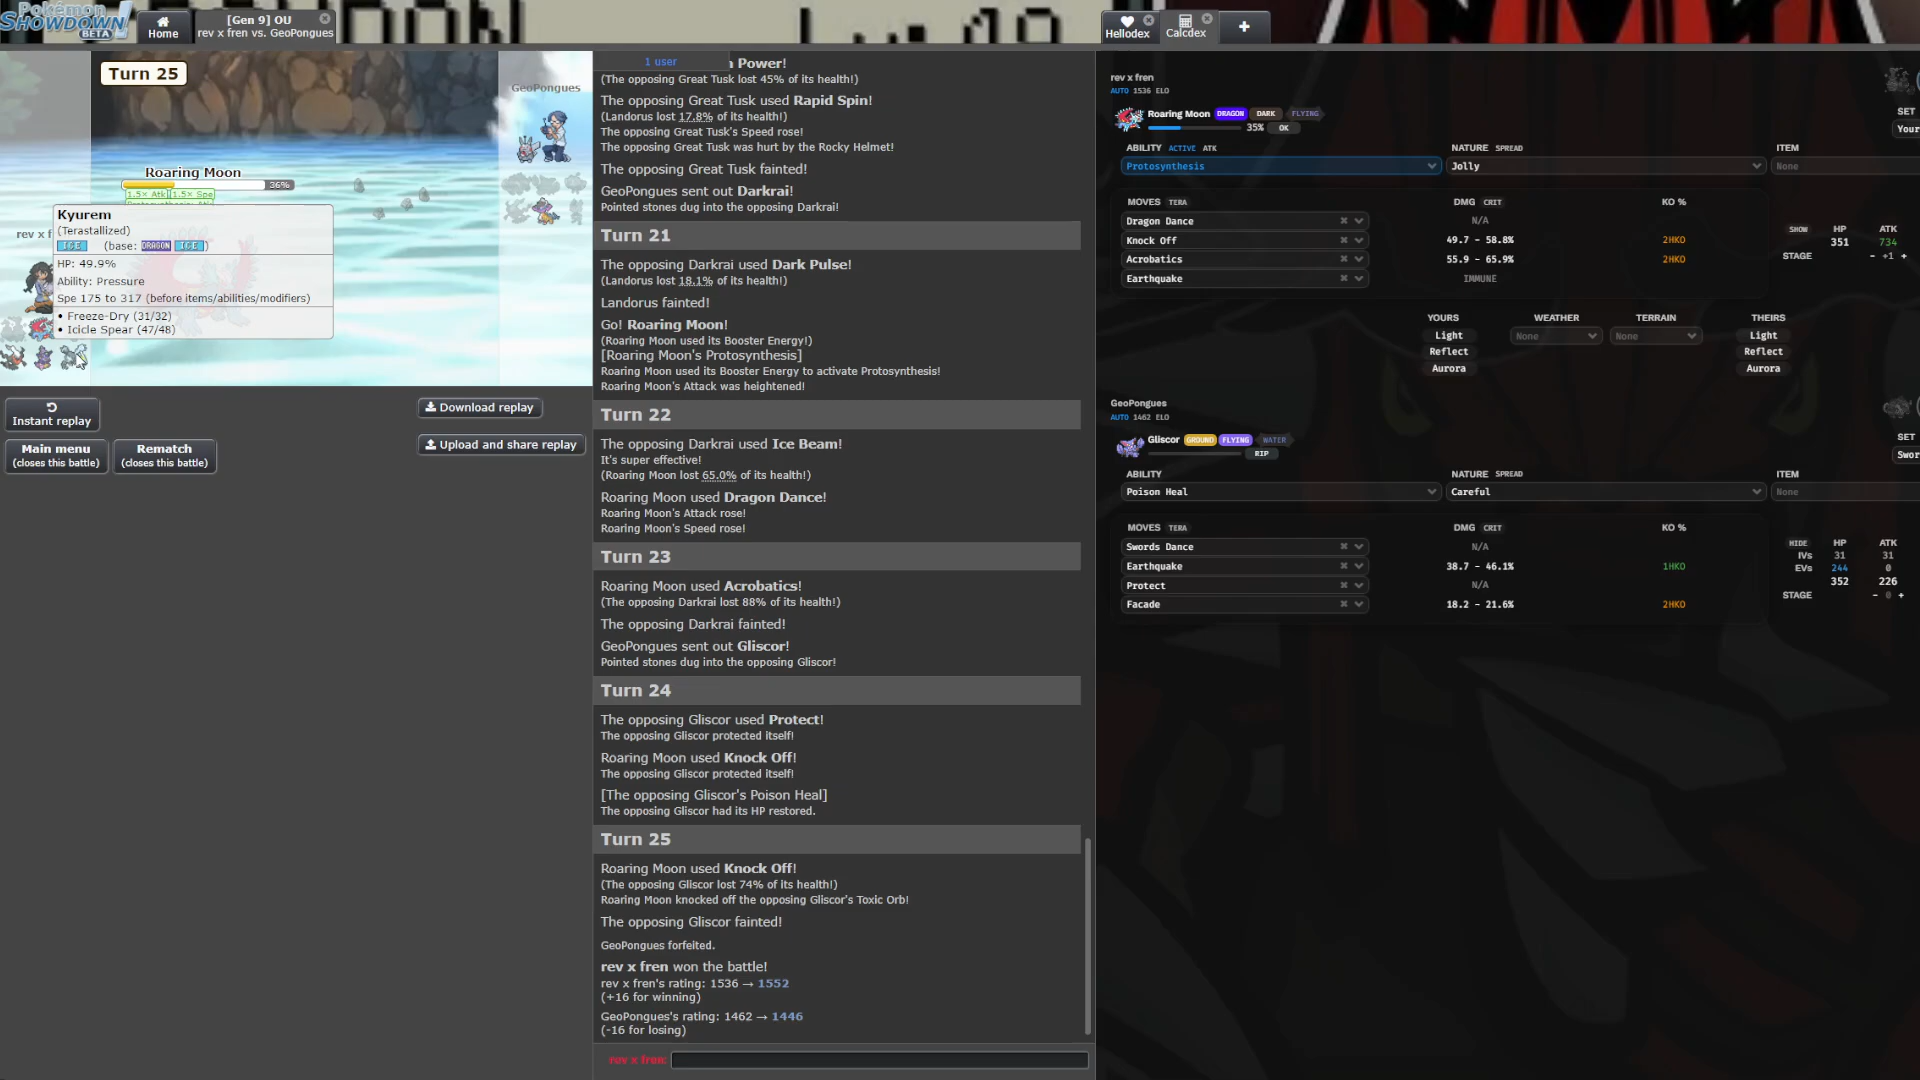 Pokémon
SHOWDOWN!
BETA
Home
[Gen 9] OU
rev x fren vs. GeoPongues
Hellodex
Calcdex
+
Turn 25
GeoPongues
Roaring Moon
36%
1.5× Atk 1.5× Spe
Kyurem
(Terastallized)
ICE (base: DRAGON ICE )
HP: 49.9%
Ability: Pressure
Spe 175 to 317 (before items/abilities/modifiers)
• Freeze-Dry (31/32)
• Icicle Spear (47/48)
rev x f
Instant replay
Download replay
Upload and share replay
Main menu
(closes this battle)
Rematch
(closes this battle)
1 user
Power!
(The opposing Great Tusk lost 45% of its health!)
The opposing Great Tusk used Rapid Spin!
(Landorus lost 17.8% of its health!)
The opposing Great Tusk's Speed rose!
The opposing Great Tusk was hurt by the Rocky Helmet!
The opposing Great Tusk fainted!
GeoPongues sent out Darkrai!
Pointed stones dug into the opposing Darkrai!
Turn 21
The opposing Darkrai used Dark Pulse!
(Landorus lost 18.1% of its health!)
Landorus fainted!
Go! Roaring Moon!
(Roaring Moon used its Booster Energy!)
[Roaring Moon's Protosynthesis]
Roaring Moon used its Booster Energy to activate Protosynthesis!
Roaring Moon's Attack was heightened!
Turn 22
The opposing Darkrai used Ice Beam!
It's super effective!
(Roaring Moon lost 65.0% of its health!)
Roaring Moon used Dragon Dance!
Roaring Moon's Attack rose!
Roaring Moon's Speed rose!
Turn 23
Roaring Moon used Acrobatics!
(The opposing Darkrai lost 88% of its health!)
The opposing Darkrai fainted!
GeoPongues sent out Gliscor!
Pointed stones dug into the opposing Gliscor!
Turn 24
The opposing Gliscor used Protect!
The opposing Gliscor protected itself!
Roaring Moon used Knock Off!
The opposing Gliscor protected itself!
[The opposing Gliscor's Poison Heal]
The opposing Gliscor had its HP restored.
Turn 25
Roaring Moon used Knock Off!
(The opposing Gliscor lost 74% of its health!)
Roaring Moon knocked off the opposing Gliscor's Toxic Orb!
The opposing Gliscor fainted!
GeoPongues forfeited.
rev x fren won the battle!
rev x fren's rating: 1536 → 1552
(+16 for winning)
GeoPongues's rating: 1462 → 1446
(-16 for losing)
rev x fren:
rev x fren
AUTO 1536 ELO
Roaring Moon DRAGON DARK FLYING
35% OK
SET
Your
ABILITY ACTIVE ATK NATURE SPREAD ITEM
Protosynthesis Jolly None
MOVES TERA DMG CRIT KO %
Dragon Dance N/A
Knock Off 49.7 - 58.8% 2HKO
Acrobatics 55.9 - 65.9% 2HKO
Earthquake IMMUNE
SHOW HP ATK
351 734
STAGE - +1 +
YOURS WEATHER TERRAIN THEIRS
Light None None Light
Reflect Reflect
Aurora Aurora
GeoPongues
AUTO 1462 ELO
Gliscor GROUND FLYING WATER
RIP
SET
Swor
ABILITY NATURE SPREAD ITEM
Poison Heal Careful None
MOVES TERA DMG CRIT KO %
Swords Dance N/A
Earthquake 38.7 - 46.1% 1HKO
Protect N/A
Facade 18.2 - 21.6% 2HKO
HIDE HP ATK
IVs 31 31
EVs 244 0
352 226
STAGE - 0 +